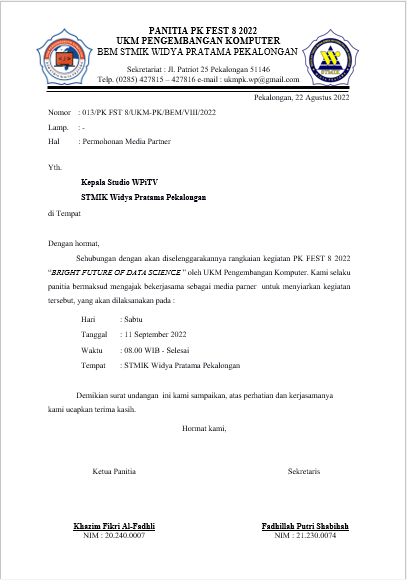 PANITIA PK FEST 8 2022
UKM PENGEMBANGAN KOMPUTER
BEM STMIK WIDYA PRATAMA PEKALONGAN
Sekretariat : Jl. Patriot 25 Pekalongan 51146
Telp. (0285) 427815 – 427816 e-mail : ukmpk.wp@gmail.com
Pekalongan, 22 Agustus 2022
Nomor : 013/PK FST 8/UKM-PK/BEM/VIII/2022
Lamp. : -
Hal : Permohonan Media Partner
Yth.
Kepala Studio WPiTV
STMIK Widya Pratama Pekalongan
di Tempat
Dengan hormat,
Sehubungan dengan akan diselenggarakannya rangkaian kegiatan PK FEST 8 2022
“BRIGHT FUTURE OF DATA SCIENCE ” oleh UKM Pengembangan Komputer. Kami selaku
panitia bermaksud mengajak bekerjasama sebagai media parner untuk menyiarkan kegiatan
tersebut, yang akan dilaksanakan pada :
Hari : Sabtu
Tanggal : 11 September 2022
Waktu : 08.00 WIB - Selesai
Tempat : STMIK Widya Pratama Pekalongan
Demikian surat undangan ini kami sampaikan, atas perhatian dan kerjasamanya
kami ucapkan terima kasih.
Hormat kami,
Ketua Panitia Sekretaris
Khazim Fikri Al-Fadhli Fadhillah Putri Shabihah
NIM : 20.240.0007 NIM : 21.230.0074